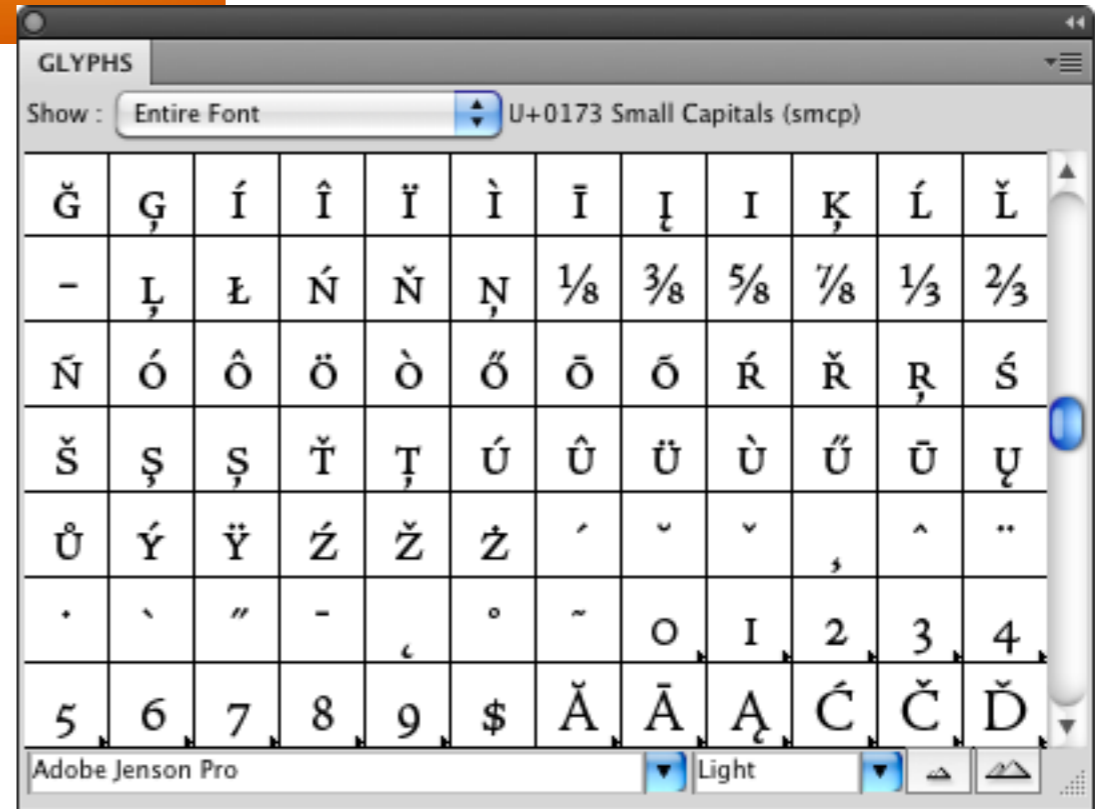 GLYPHS
Show : Entire Font U+0173 Small Capitals (smcp)
Ğ Ģ Í Î Ï Ì Ī Į I Ķ Ĺ Ľ
- Ļ Ł Ń Ň Ņ ⅛ ⅜ ⅝ ⅞ ⅓ ⅔
Ñ Ó Ô Ö Ò Ő Ō Õ Ŕ Ř Ŗ Ś
Š Ş Ș Ť Ț Ú Û Ü Ù Ű Ū Ų
Ů Ý Ÿ Ź Ž Ż ´ ˘ ˇ ¸ ˆ ¨
˙ ` ˝ ¯ ˛ ˚ ˜ 0 1 2 3 4
5 6 7 8 9 $ Ă Ā Ą Ć Č Ď
Adobe Jenson Pro Light